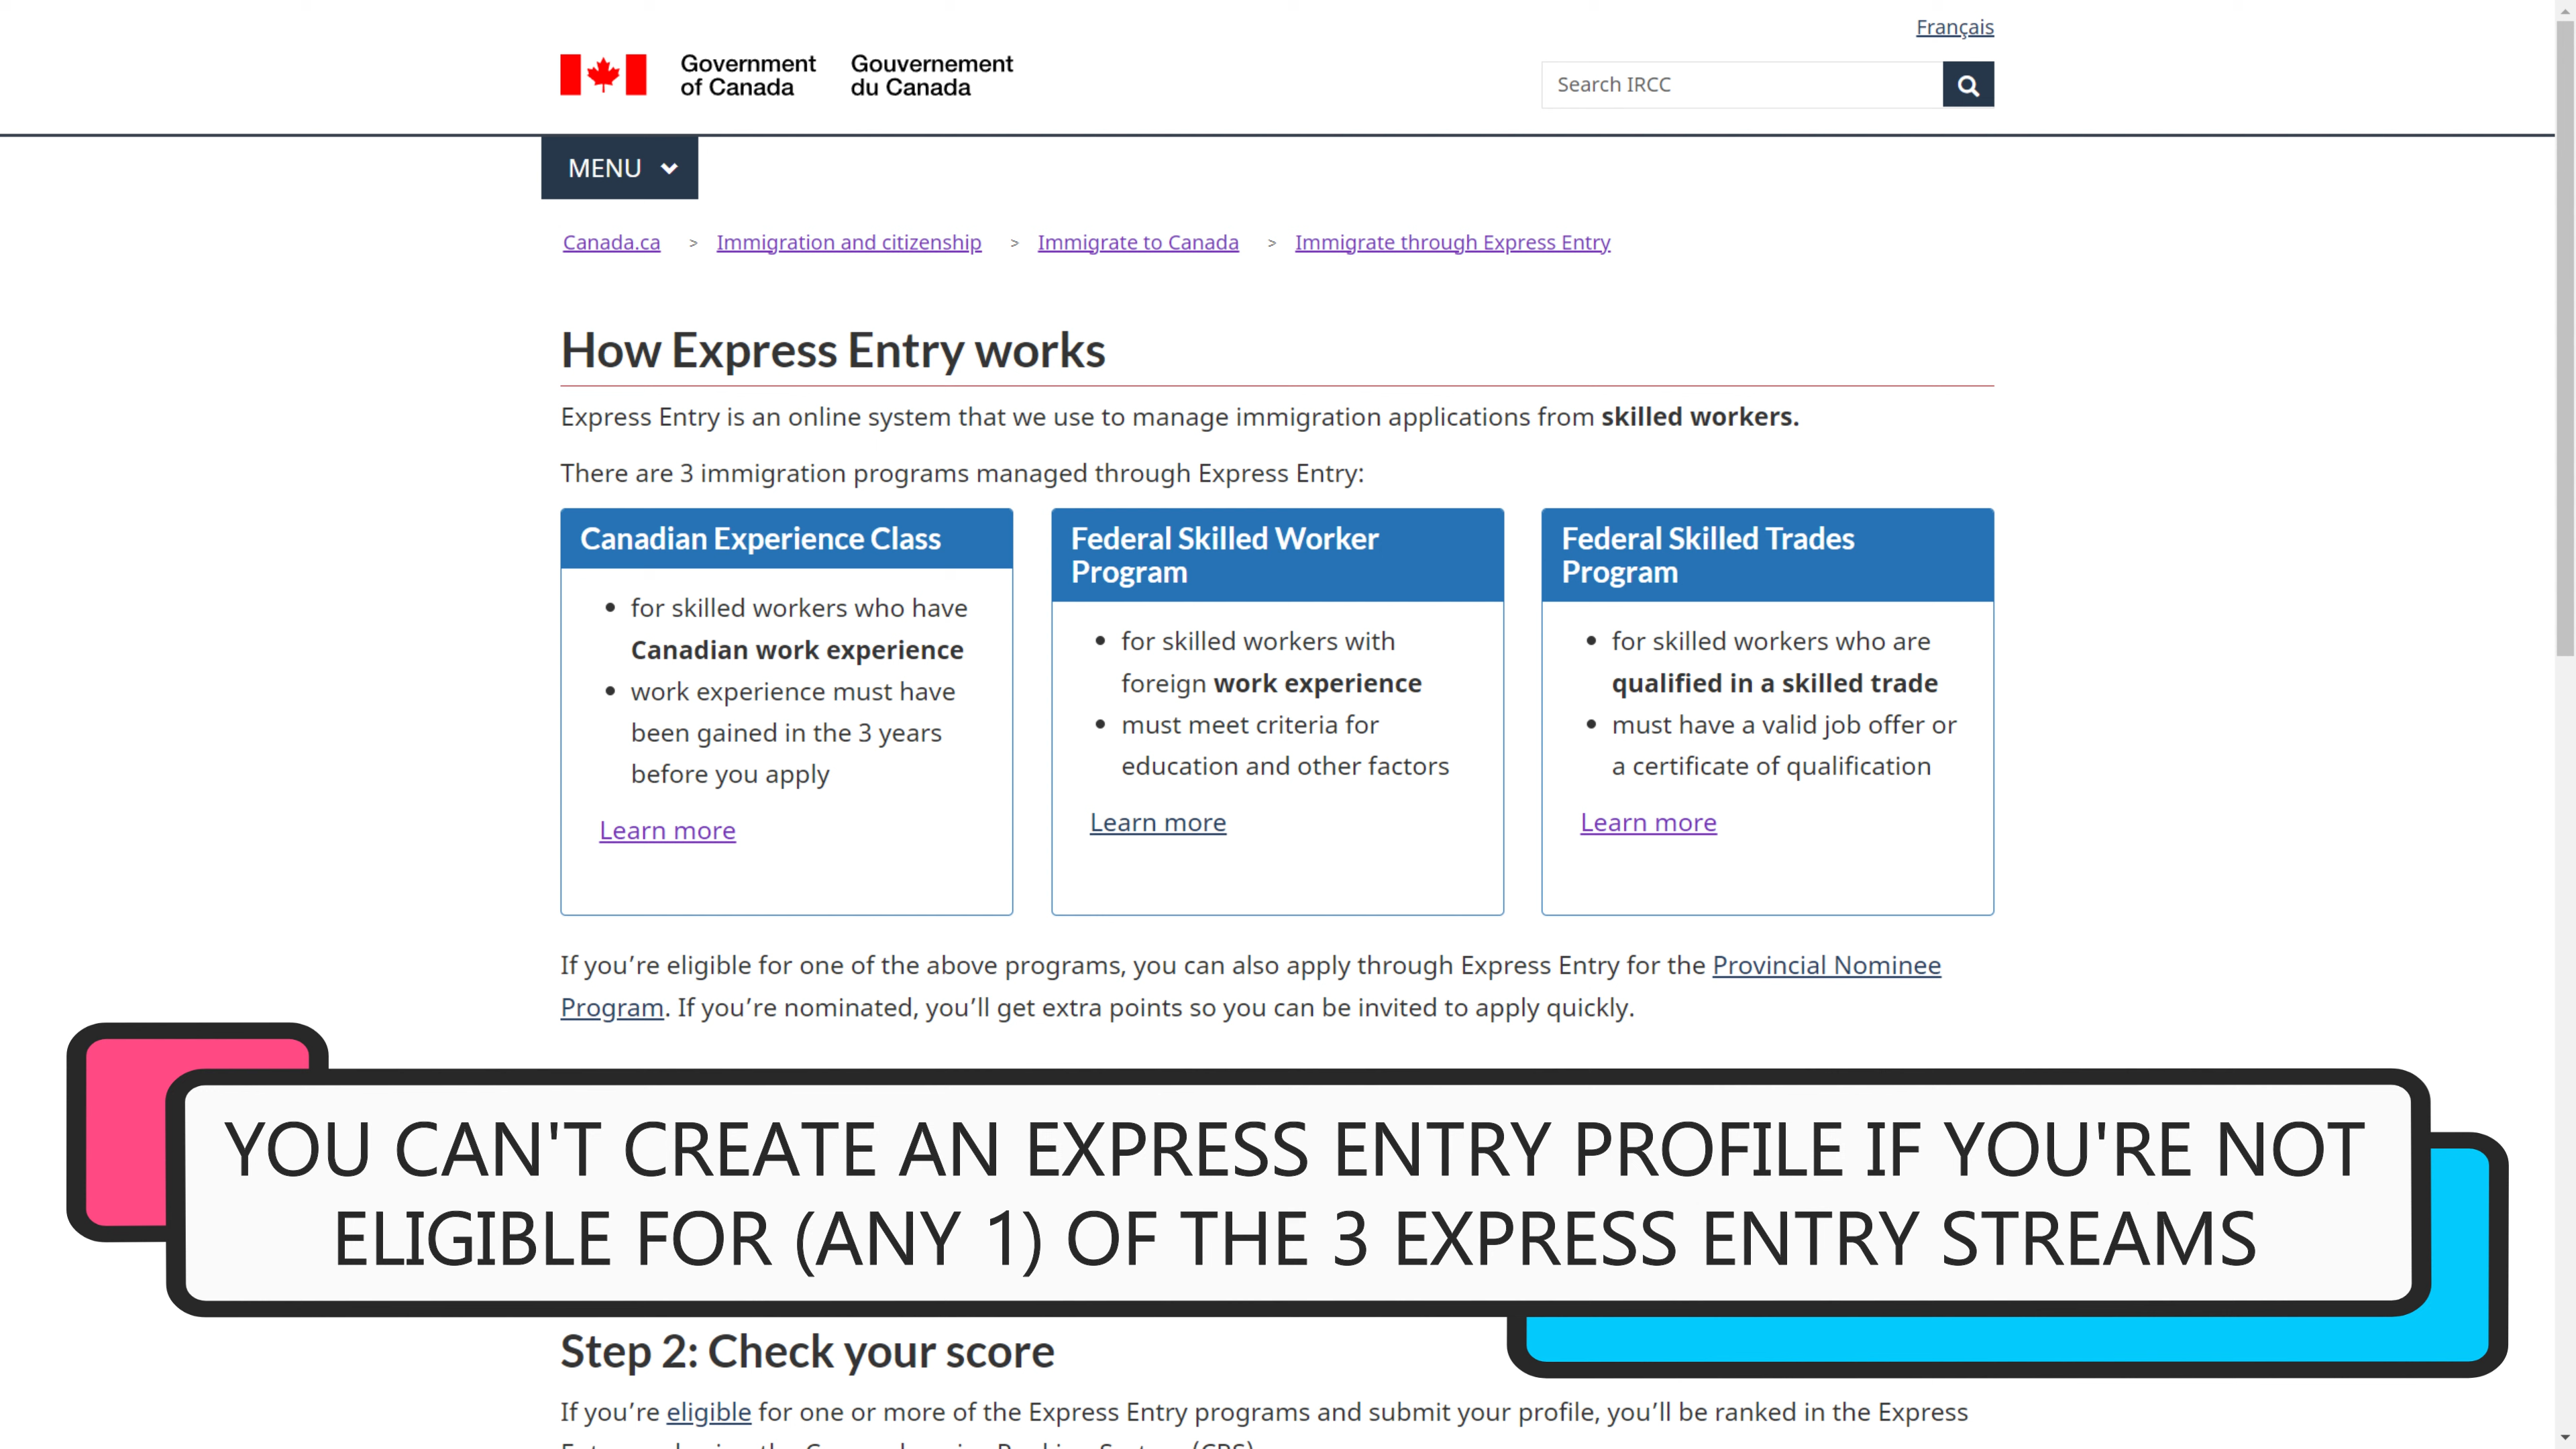 Français
Government
of Canada
Gouvernement
du Canada
Search IRCC
MENU
Canada.ca > Immigration and citizenship > Immigrate to Canada > Immigrate through Express Entry
How Express Entry works
Express Entry is an online system that we use to manage immigration applications from skilled workers.
There are 3 immigration programs managed through Express Entry:
Canadian Experience Class
• for skilled workers who have
Canadian work experience
• work experience must have
been gained in the 3 years
before you apply
Learn more
Federal Skilled Worker
Program
• for skilled workers with
foreign work experience
• must meet criteria for
education and other factors
Learn more
Federal Skilled Trades
Program
• for skilled workers who are
qualified in a skilled trade
• must have a valid job offer or
a certificate of qualification
Learn more
If you’re eligible for one of the above programs, you can also apply through Express Entry for the Provincial Nominee
Program. If you’re nominated, you’ll get extra points so you can be invited to apply quickly.
YOU CAN'T CREATE AN EXPRESS ENTRY PROFILE IF YOU'RE NOT
ELIGIBLE FOR (ANY 1) OF THE 3 EXPRESS ENTRY STREAMS
Step 2: Check your score
If you’re eligible for one or more of the Express Entry programs and submit your profile, you’ll be ranked in the Express